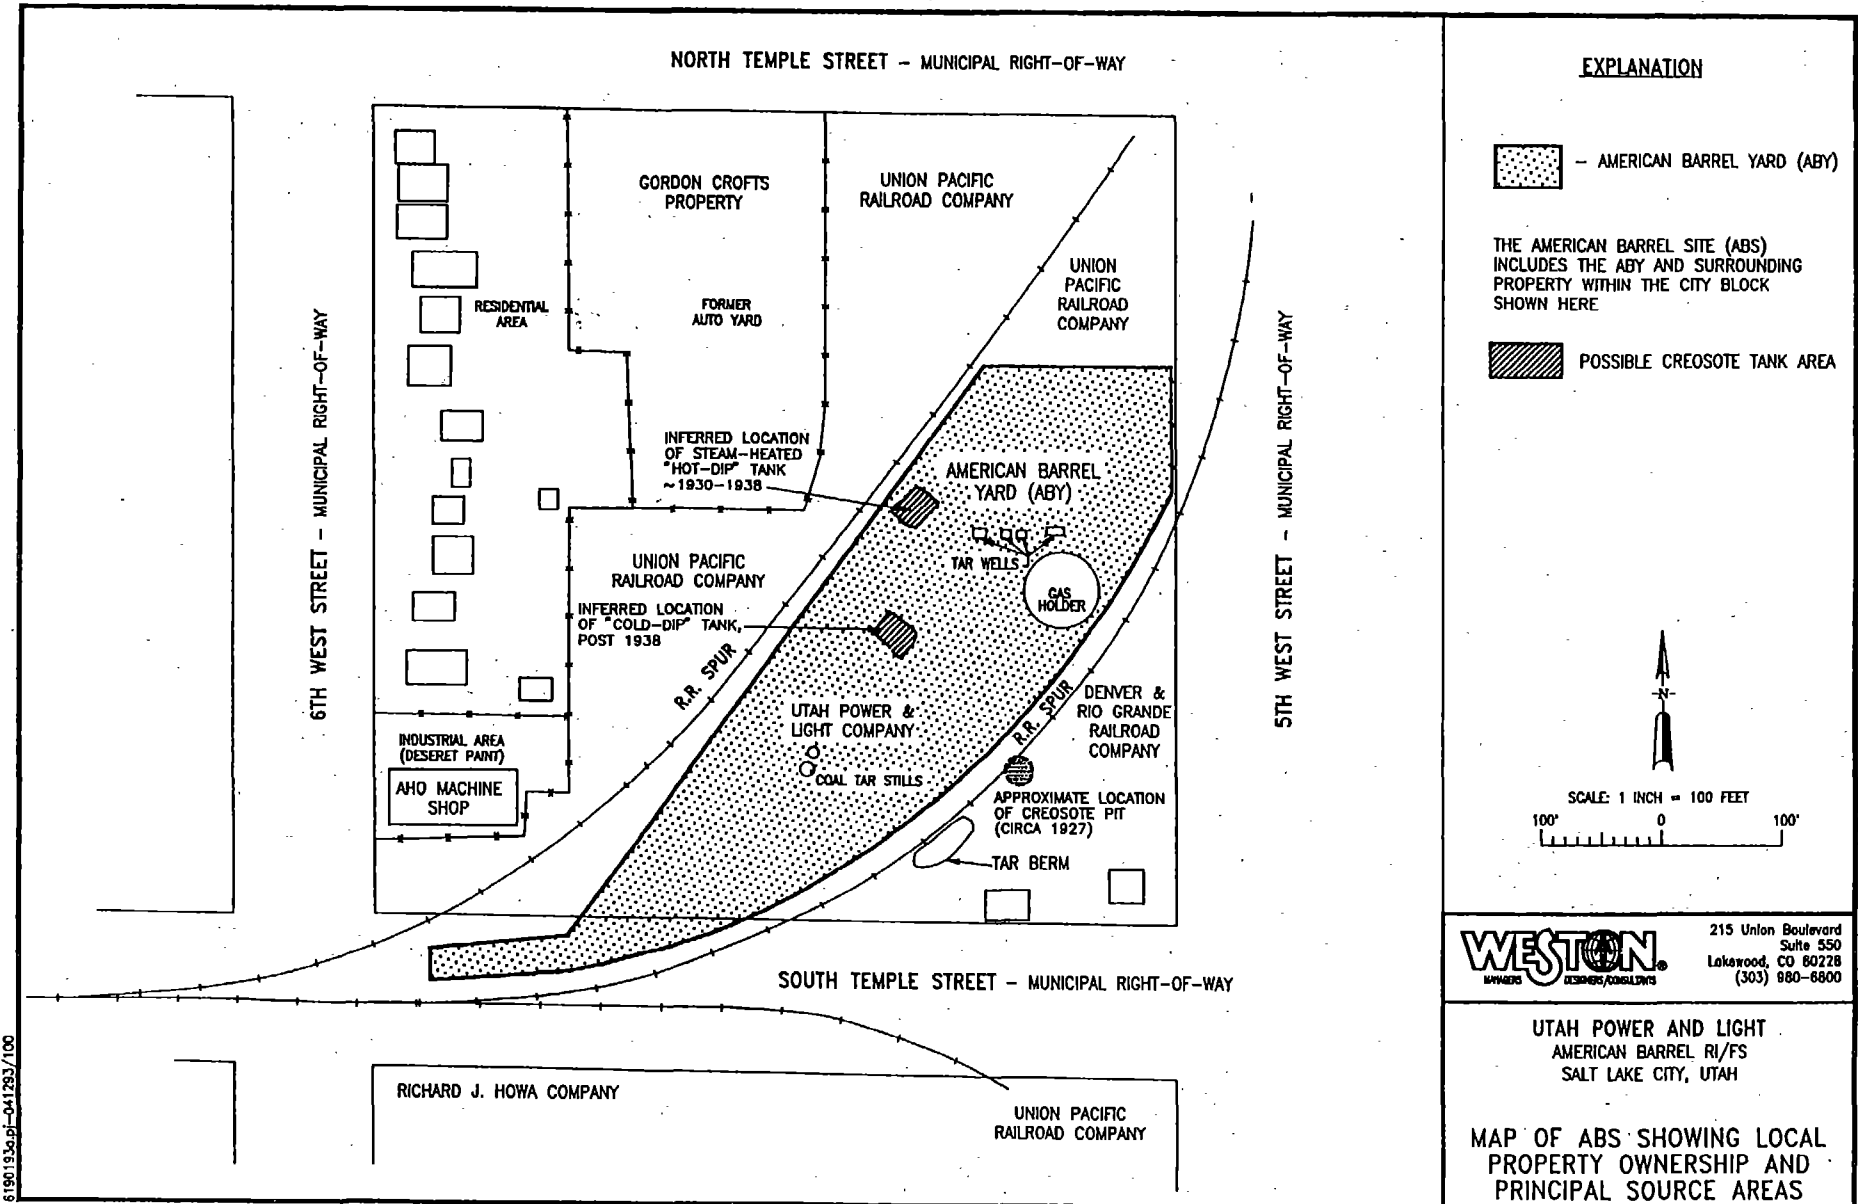 NORTH TEMPLE STREET - MUNICIPAL RIGHT-OF-WAY
GORDON CROFTS
PROPERTY
UNION PACIFIC
RAILROAD COMPANY
UNION
PACIFIC
RAILROAD
COMPANY
RESIDENTIAL
AREA
FORMER
AUTO YARD
6TH WEST STREET - MUNICIPAL RIGHT-OF-WAY
5TH WEST STREET - MUNICIPAL RIGHT-OF-WAY
INFERRED LOCATION
OF STEAM-HEATED
"HOT-DIP" TANK
~1930-1938
AMERICAN BARREL
YARD (ABY)
TAR WELLS
GAS
HOLDER
UNION PACIFIC
RAILROAD COMPANY
INFERRED LOCATION
OF "COLD-DIP" TANK,
POST 1938
R.R. SPUR
UTAH POWER &
LIGHT COMPANY
COAL TAR STILLS
R.R. SPUR
DENVER &
RIO GRANDE
RAILROAD
COMPANY
INDUSTRIAL AREA
(DESERET PAINT)
AHO MACHINE
SHOP
APPROXIMATE LOCATION
OF CREOSOTE PIT
(CIRCA 1927)
TAR BERM
SOUTH TEMPLE STREET - MUNICIPAL RIGHT-OF-WAY
RICHARD J. HOWA COMPANY
UNION PACIFIC
RAILROAD COMPANY
6190193a.pj-041293/100
EXPLANATION
- AMERICAN BARREL YARD (ABY)
THE AMERICAN BARREL SITE (ABS)
INCLUDES THE ABY AND SURROUNDING
PROPERTY WITHIN THE CITY BLOCK
SHOWN HERE
POSSIBLE CREOSOTE TANK AREA
N
SCALE: 1 INCH = 100 FEET
100' 0 100'
WESTON®
MANAGERS DESIGNERS/CONSULTANTS
215 Union Boulevard
Suite 550
Lakewood, CO 80228
(303) 980-6800
UTAH POWER AND LIGHT
AMERICAN BARREL RI/FS
SALT LAKE CITY, UTAH
MAP OF ABS SHOWING LOCAL
PROPERTY OWNERSHIP AND
PRINCIPAL SOURCE AREAS